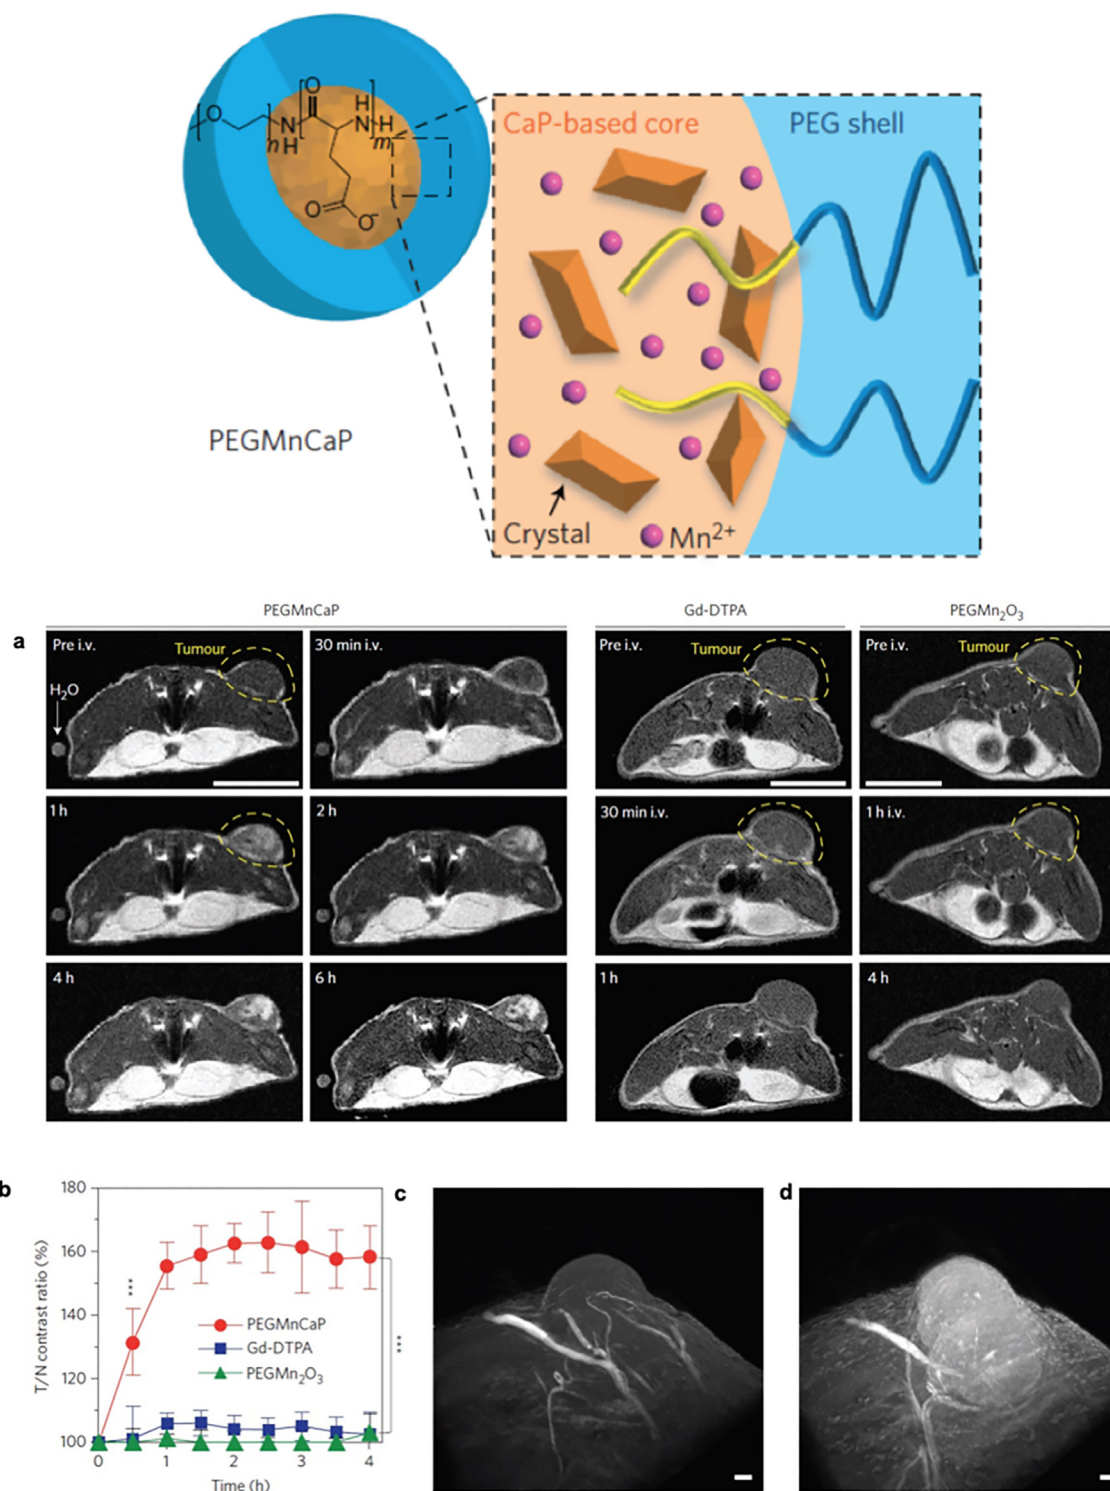 O
n
N
H
O
H
N
H
m
O
O-
CaP-based core
PEG shell
PEGMnCaP
Crystal
Mn2+
PEGMnCaP
Gd-DTPA
PEGMn2O3
a
Pre i.v.
Tumour
H2O
30 min i.v.
Pre i.v.
Tumour
Pre i.v.
Tumour
1 h
2 h
30 min i.v.
1 h i.v.
4 h
6 h
1 h
4 h
b
T/N contrast ratio (%)
180
160
140
120
100
***
***
PEGMnCaP
Gd-DTPA
PEGMn2O3
0
1
2
3
4
Time (h)
c
d